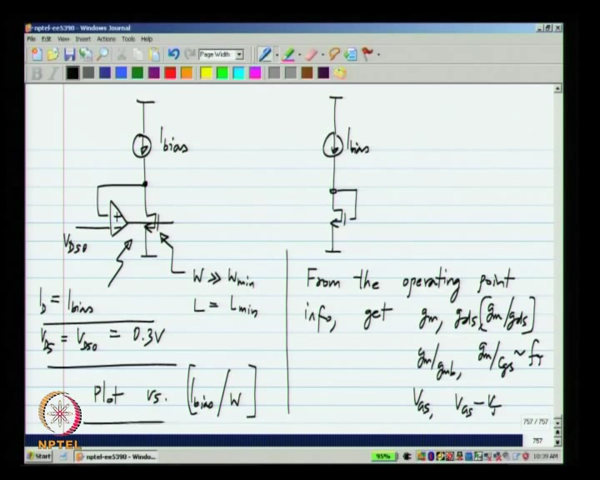 nptel-ee5390 - Windows Journal
File Edit View Insert Actions Tools Help
Page Width
B I
Ibias
Ibias
+
-
VDS0
W >> Wmin
L = Lmin
ID = Ibias
VDS = VDS0 = 0.3V
Plot vs. [Ibias/W]
From the operating point
info, get gm, gds [gm/gds]
gm/gmb, gm/Cgs ~ fT
VGS, VGS - VT
757 / 757
757
NPTEL
Start
nptel-ee5390 - Windo...
95%
10:39 AM